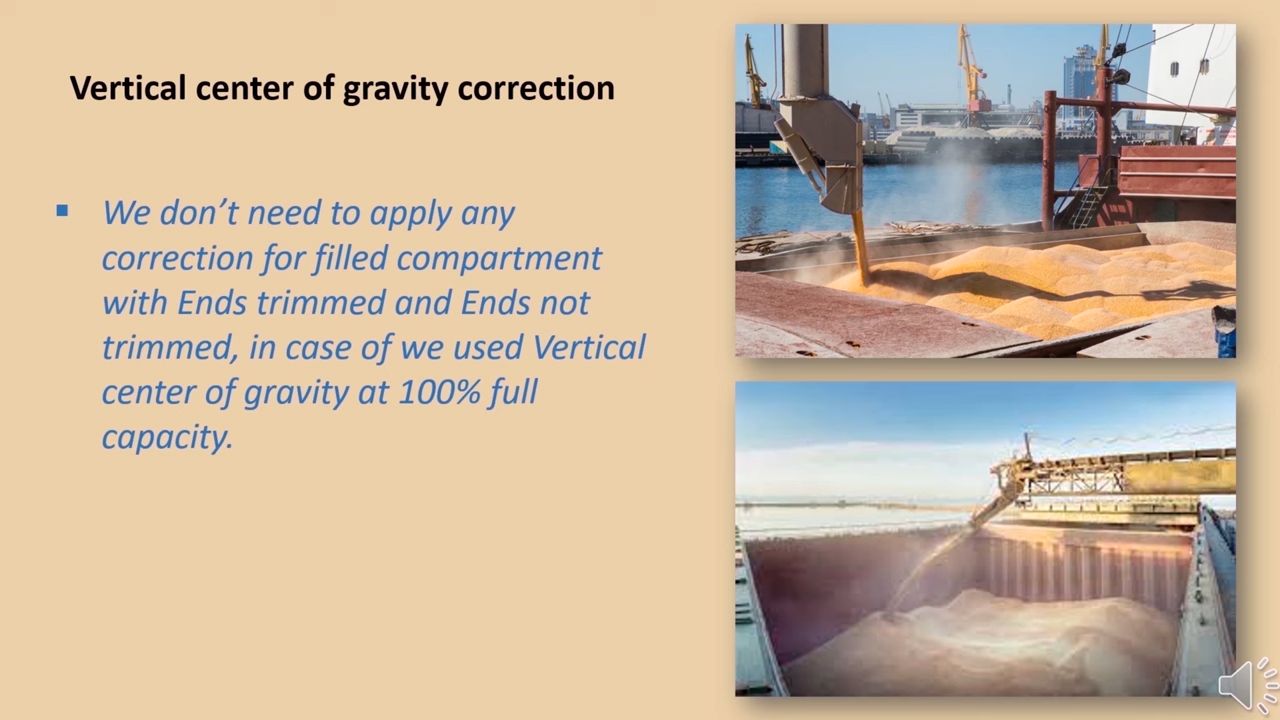 Vertical center of gravity correction
▪ We don’t need to apply any
correction for filled compartment
with Ends trimmed and Ends not
trimmed, in case of we used Vertical
center of gravity at 100% full
capacity.